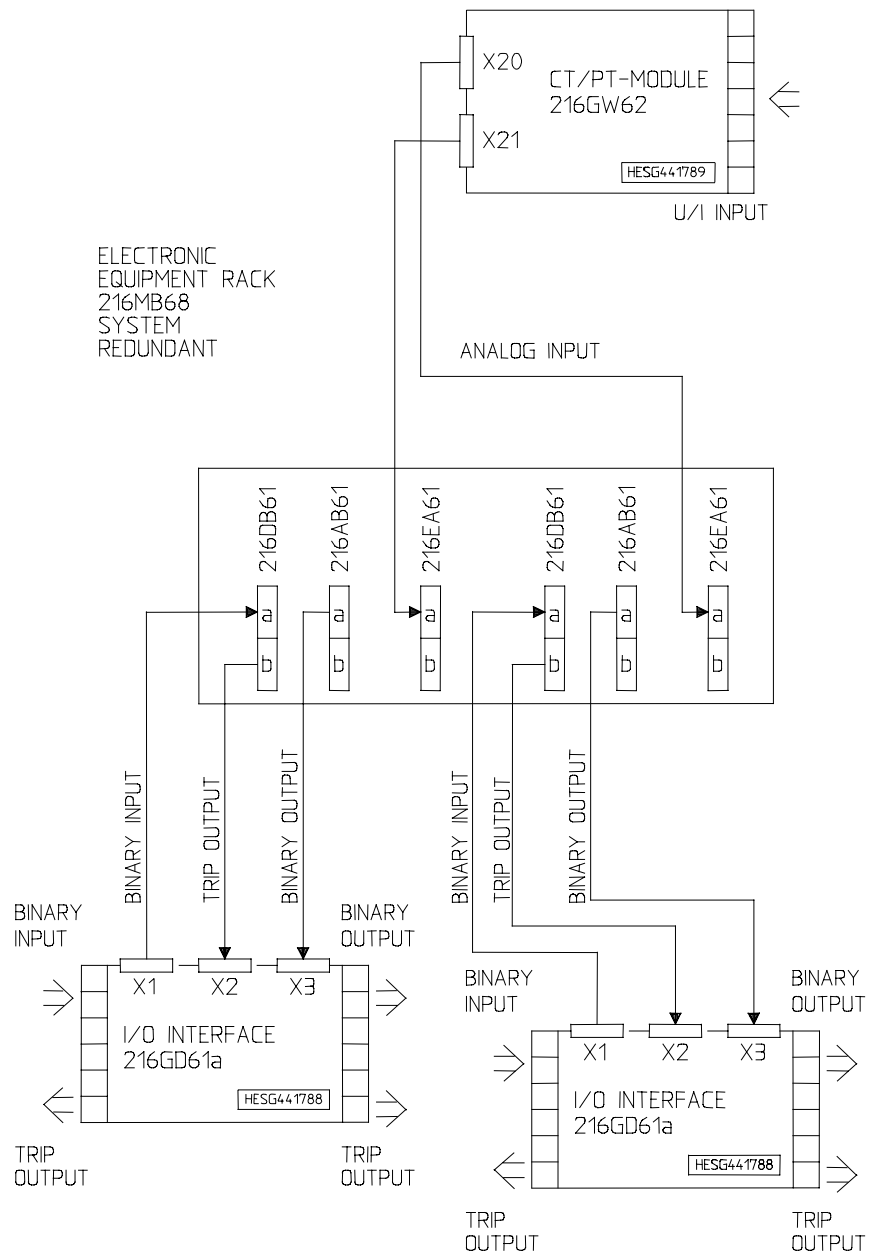 X20
CT/PT-MODULE
216GW62
X21
HESG441789
U/I INPUT
ELECTRONIC
EQUIPMENT RACK
216MB68
SYSTEM
REDUNDANT
ANALOG INPUT
216DB61
216AB61
216EA61
216DB61
216AB61
216EA61
a
a
a
a
a
a
b
b
b
b
b
b
BINARY INPUT
TRIP OUTPUT
BINARY OUTPUT
BINARY INPUT
TRIP OUTPUT
BINARY OUTPUT
BINARY
INPUT
BINARY
OUTPUT
X1
X2
X3
I/O INTERFACE
216GD61a
HESG441788
TRIP
OUTPUT
TRIP
OUTPUT
BINARY
INPUT
BINARY
OUTPUT
X1
X2
X3
I/O INTERFACE
216GD61a
HESG441788
TRIP
OUTPUT
TRIP
OUTPUT